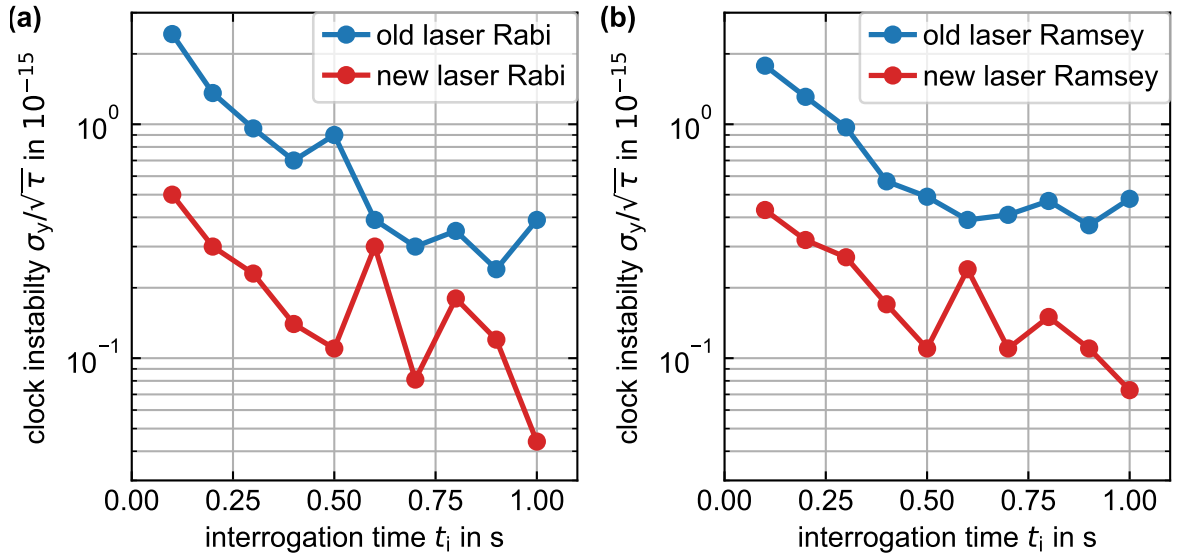 (a)
old laser Rabi
new laser Rabi
clock instabilty σy/√τ in 10⁻¹⁵
10⁰
10⁻¹
0.00 0.25 0.50 0.75 1.00
interrogation time tᵢ in s
(b)
old laser Ramsey
new laser Ramsey
clock instabilty σy/√τ in 10⁻¹⁵
10⁰
10⁻¹
0.00 0.25 0.50 0.75 1.00
interrogation time tᵢ in s